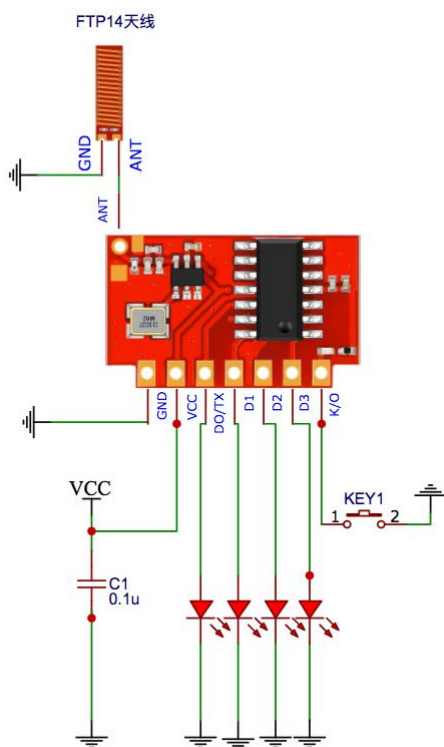 FTP14天线
GND
ANT
ANT
GND
VCC
DO/TX
D1
D2
D3
K/O
VCC
KEY1
1
2
C1
0.1u